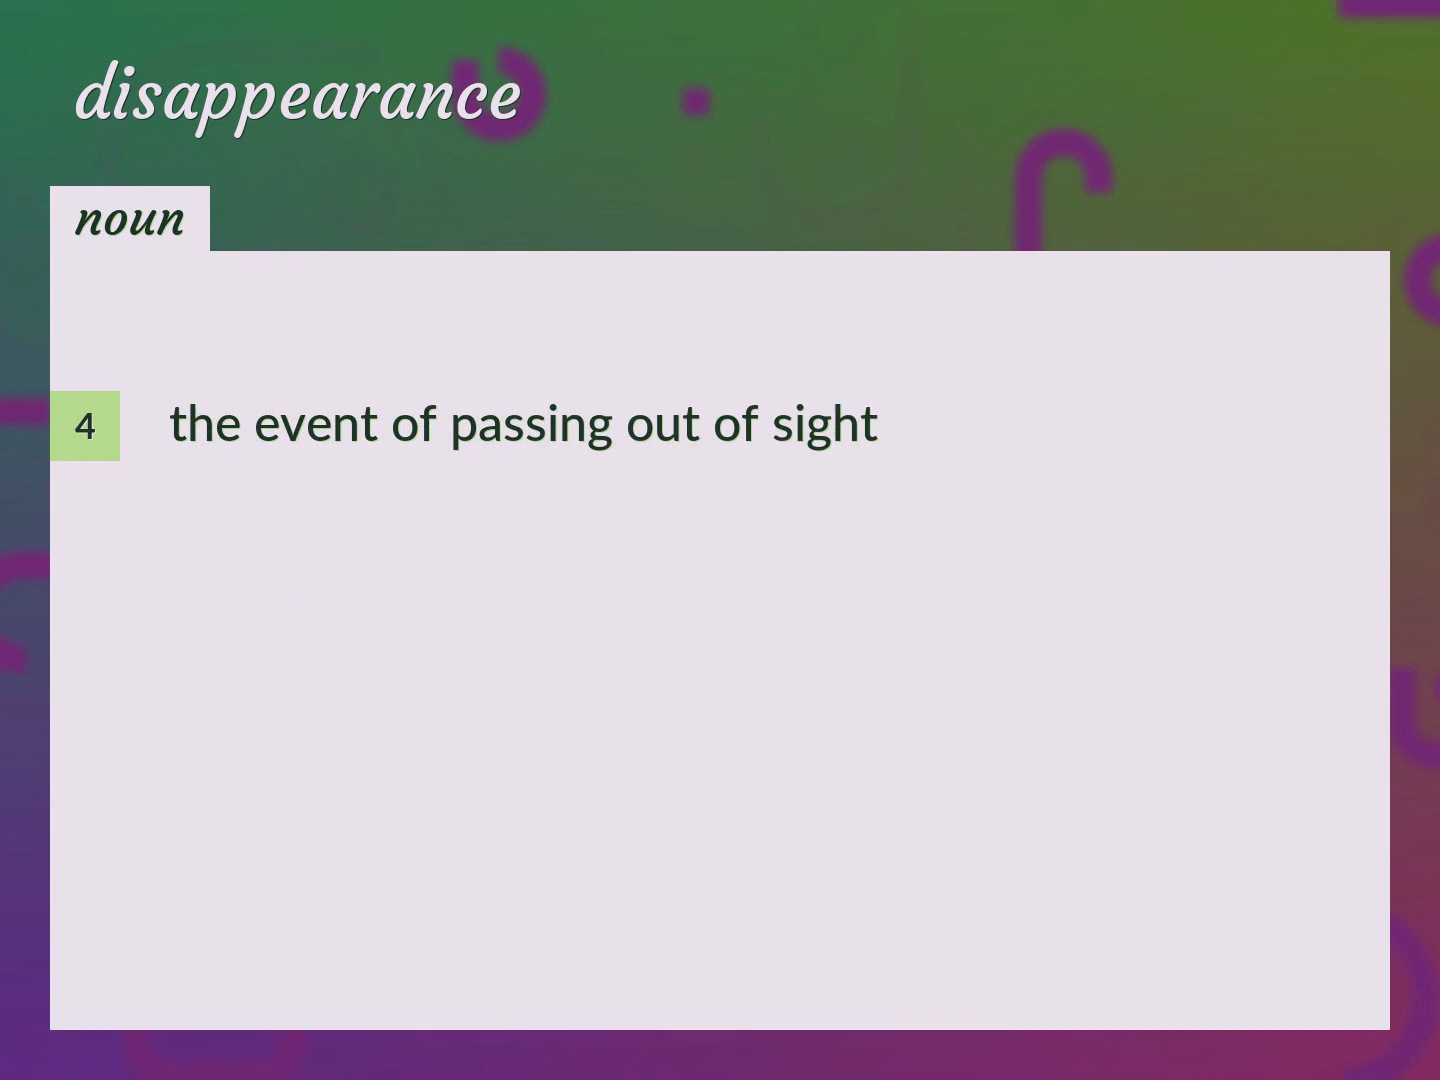 disappearance
noun
4 the event of passing out of sight